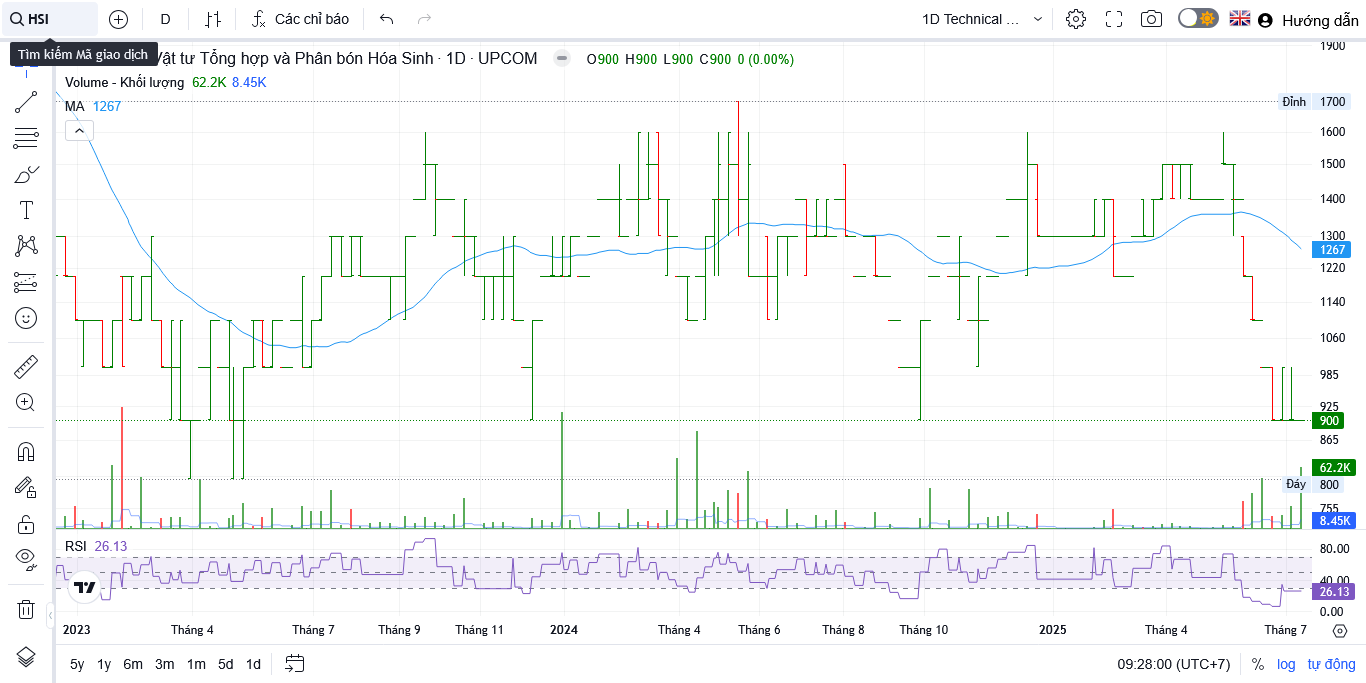 HSI D Các chỉ báo 1D Technical ... Hướng dẫn
Tìm kiếm Mã giao dịch
Vật tư Tổng hợp và Phân bón Hóa Sinh · 1D · UPCOM O900 H900 L900 C900 0 (0.00%)
Volume - Khối lượng 62.2K 8.45K
MA 1267
1900
Đỉnh 1700
1600
1500
1400
1300
1267
1220
1140
1060
985
925
900
865
62.2K
Đáy 800
755
8.45K
RSI 26.13
80.00
40.00
26.13
0.00
2023 Tháng 4 Tháng 7 Tháng 9 Tháng 11 2024 Tháng 4 Tháng 6 Tháng 8 Tháng 10 2025 Tháng 4 Tháng 7
5y 1y 6m 3m 1m 5d 1d 09:28:00 (UTC+7) % log tự động